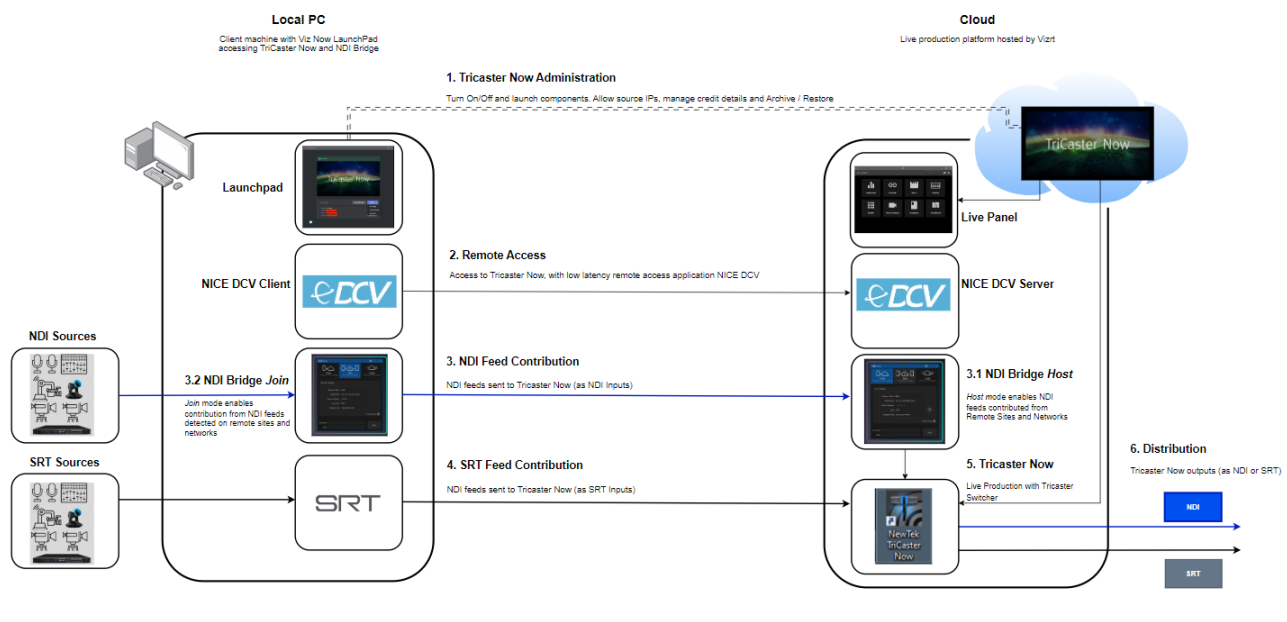 Local PC
Client machine with Viz Now LaunchPad
accessing TriCaster Now and NDI Bridge
Cloud
Live production platform hosted by Vizrt
1. Tricaster Now Administration
Turn On/Off and launch components. Allow source IPs, manage credit details and Archive / Restore
TriCaster Now
TriCaster Now
Launchpad
Live Panel
2. Remote Access
Access to Tricaster Now, with low latency remote access application NICE DCV
NICE DCV Client
DCV
DCV
NICE DCV Server
NDI Sources
3.2 NDI Bridge Join
Join mode enables
contribution from NDI feeds
detected on remote sites and
networks
3. NDI Feed Contribution
NDI feeds sent to Tricaster Now (as NDI Inputs)
3.1 NDI Bridge Host
Host mode enables NDI
feeds contributed from
Remote Sites and Networks
SRT Sources
SRT
4. SRT Feed Contribution
NDI feeds sent to Tricaster Now (as SRT Inputs)
5. Tricaster Now
Live Production with Tricaster
Switcher
NewTek
TriCaster
Now
6. Distribution
Tricaster Now outputs (as NDI or SRT)
NDI
SRT